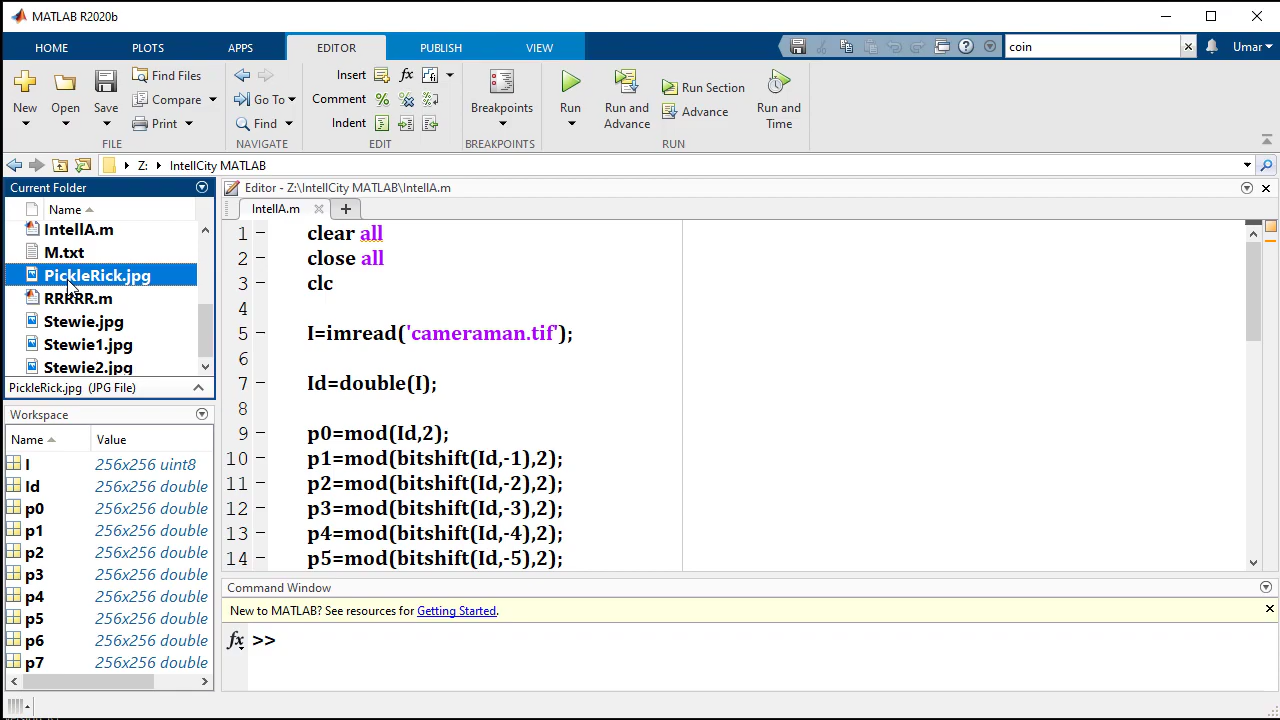 MATLAB R2020b
HOME PLOTS APPS EDITOR PUBLISH VIEW coin Umar
New Open Save Find Files Compare Print
Go To Find
Insert fx Comment % Indent
Breakpoints
Run Run and Advance Run Section Advance Run and Time
FILE NAVIGATE EDIT BREAKPOINTS RUN
Z: IntellCity MATLAB
Current Folder
Name
IntellA.m
M.txt
PickleRick.jpg
RRRRR.m
Stewie.jpg
Stewie1.jpg
Stewie2.jpg
PickleRick.jpg (JPG File)
Workspace
Name Value
I 256x256 uint8
Id 256x256 double
p0 256x256 double
p1 256x256 double
p2 256x256 double
p3 256x256 double
p4 256x256 double
p5 256x256 double
p6 256x256 double
p7 256x256 double
Editor - Z:\IntellCity MATLAB\IntellA.m
IntellA.m
1 clear all
2 close all
3 clc
4
5 I=imread('cameraman.tif');
6
7 Id=double(I);
8
9 p0=mod(Id,2);
10 p1=mod(bitshift(Id,-1),2);
11 p2=mod(bitshift(Id,-2),2);
12 p3=mod(bitshift(Id,-3),2);
13 p4=mod(bitshift(Id,-4),2);
14 p5=mod(bitshift(Id,-5),2);
Command Window
New to MATLAB? See resources for Getting Started.
fx >>